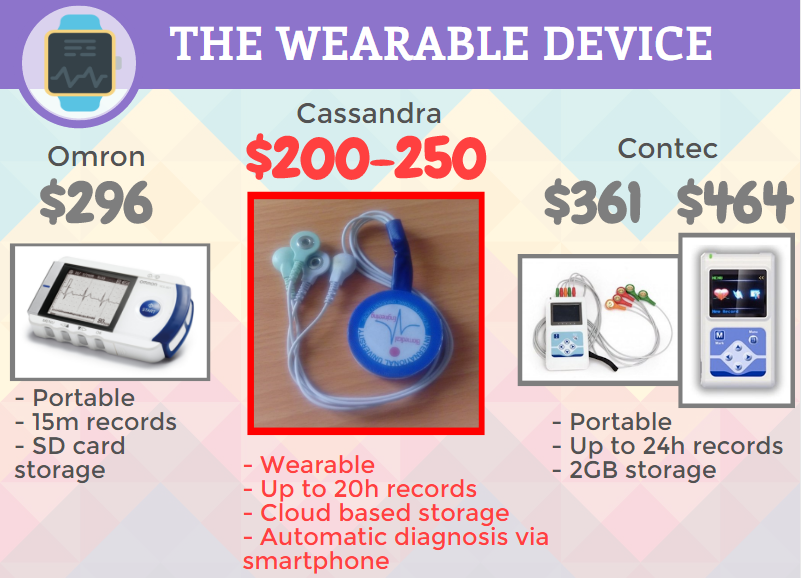 THE WEARABLE DEVICE
Omron
$296
- Portable
- 15m records
- SD card
storage
Cassandra
$200-250
- Wearable
- Up to 20h records
- Cloud based storage
- Automatic diagnosis via
smartphone
Contec
$361 $464
- Portable
- Up to 24h records
- 2GB storage